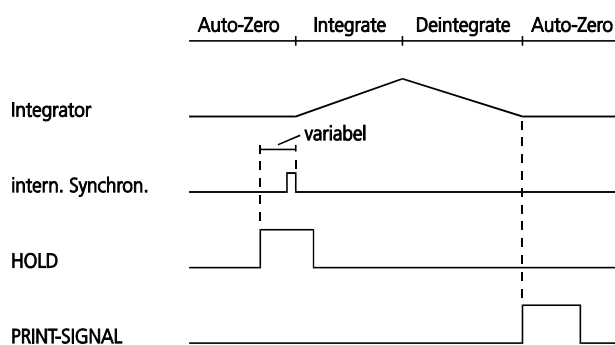 Auto-Zero Integrate Deintegrate Auto-Zero
Integrator
variabel
intern. Synchron.
HOLD
PRINT-SIGNAL